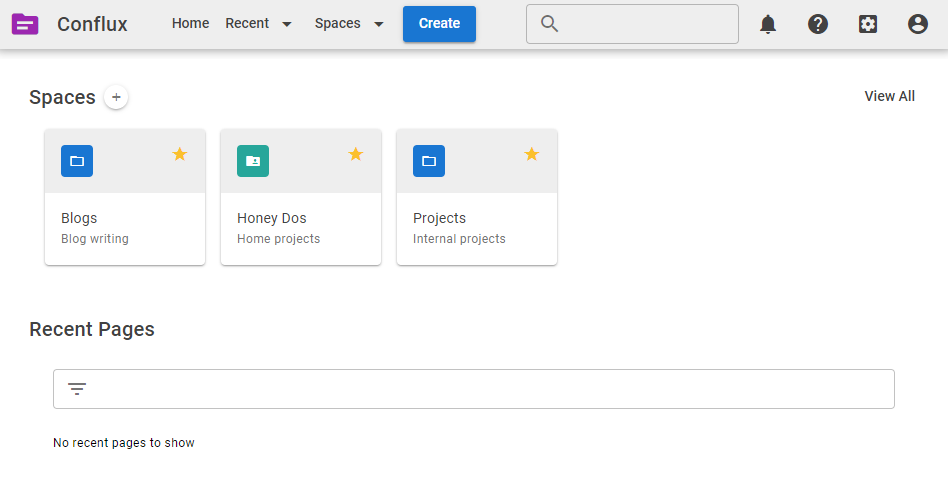 Conflux Home Recent Spaces Create
Spaces + View All
Blogs Honey Dos Projects
Blog writing Home projects Internal projects
Recent Pages
No recent pages to show